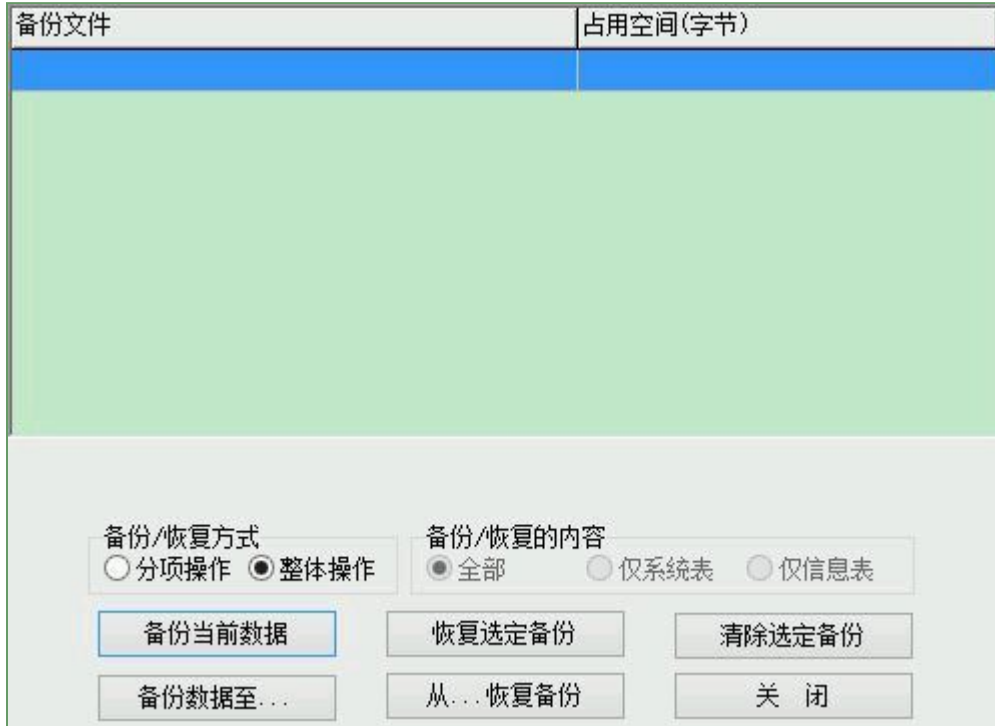 备份文件 占用空间(字节)
备份/恢复方式 备份/恢复的内容
分项操作 整体操作 全部 仅系统表 仅信息表
备份当前数据 恢复选定备份 清除选定备份
备份数据至... 从...恢复备份 关 闭